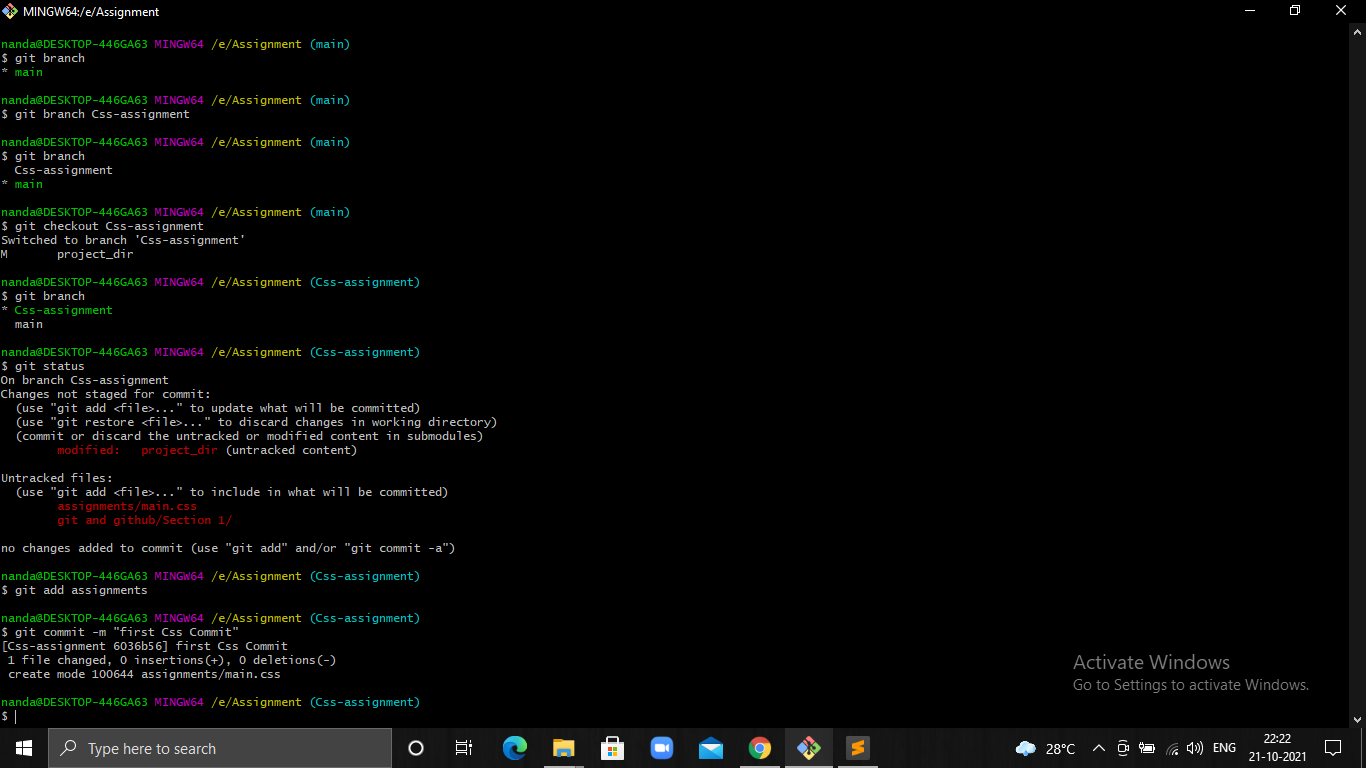 MINGW64:/e/Assignment
nanda@DESKTOP-446GA63 MINGW64 /e/Assignment (main)
$ git branch
* main
nanda@DESKTOP-446GA63 MINGW64 /e/Assignment (main)
$ git branch Css-assignment
nanda@DESKTOP-446GA63 MINGW64 /e/Assignment (main)
$ git branch
  Css-assignment
* main
nanda@DESKTOP-446GA63 MINGW64 /e/Assignment (main)
$ git checkout Css-assignment
Switched to branch 'Css-assignment'
M       project_dir
nanda@DESKTOP-446GA63 MINGW64 /e/Assignment (Css-assignment)
$ git branch
* Css-assignment
  main
nanda@DESKTOP-446GA63 MINGW64 /e/Assignment (Css-assignment)
$ git status
On branch Css-assignment
Changes not staged for commit:
  (use "git add <file>..." to update what will be committed)
  (use "git restore <file>..." to discard changes in working directory)
  (commit or discard the untracked or modified content in submodules)
        modified:   project_dir (untracked content)
Untracked files:
  (use "git add <file>..." to include in what will be committed)
        assignments/main.css
        git and github/Section 1/
no changes added to commit (use "git add" and/or "git commit -a")
nanda@DESKTOP-446GA63 MINGW64 /e/Assignment (Css-assignment)
$ git add assignments
nanda@DESKTOP-446GA63 MINGW64 /e/Assignment (Css-assignment)
$ git commit -m "first Css Commit"
[Css-assignment 6036b56] first Css Commit
 1 file changed, 0 insertions(+), 0 deletions(-)
 create mode 100644 assignments/main.css
nanda@DESKTOP-446GA63 MINGW64 /e/Assignment (Css-assignment)
$
Activate Windows
Go to Settings to activate Windows.
Type here to search
28°C
ENG
22:22
21-10-2021